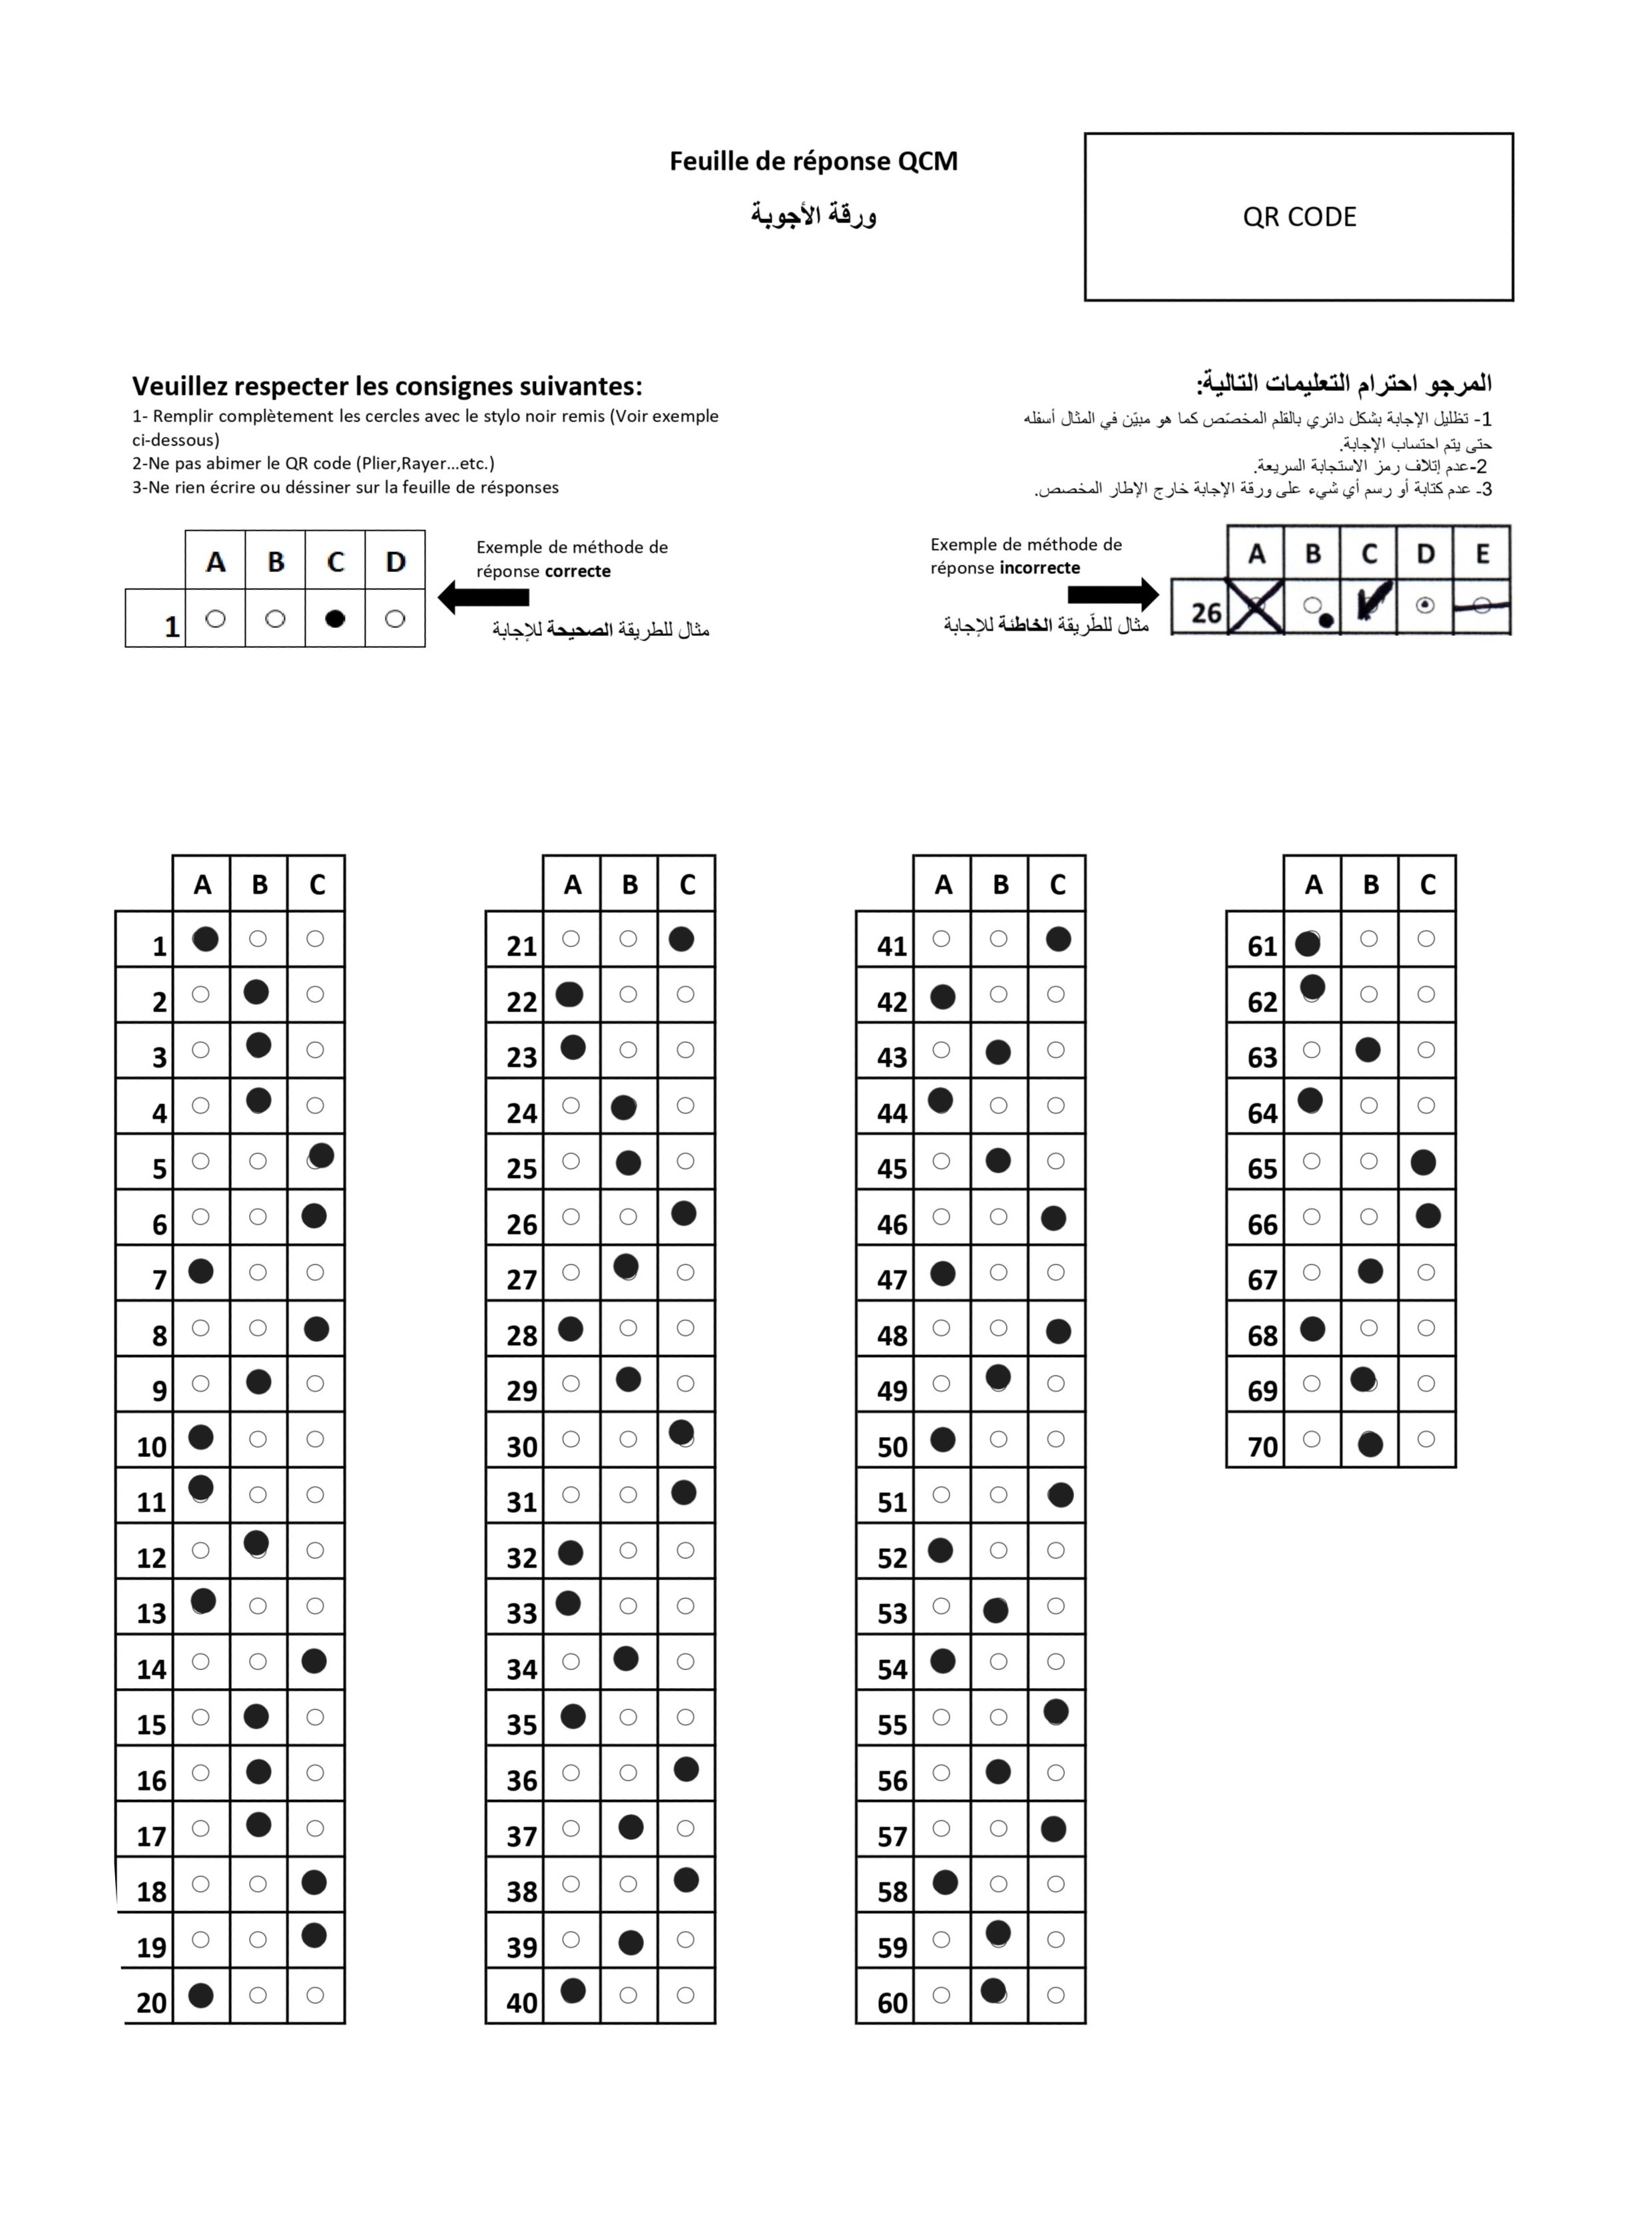 Feuille de réponse QCM
ورقة الأجوبة
QR CODE
Veuillez respecter les consignes suivantes:
1- Remplir complètement les cercles avec le stylo noir remis (Voir exemple
ci-dessous)
2-Ne pas abimer le QR code (Plier,Rayer...etc.)
3-Ne rien écrire ou déssiner sur la feuille de résponses
المرجو احترام التعليمات التالية:
1- تظليل الإجابة بشكل دائري بالقلم المخصّص كما هو مبيّن في المثال أسفله
حتى يتم احتساب الإجابة.
2-عدم إتلاف رمز الاستجابة السريعة.
3- عدم كتابة أو رسم أي شيء على ورقة الإجابة خارج الإطار المخصص.
A B C D
1
Exemple de méthode de
réponse correcte
مثال للطريقة الصحيحة للإجابة
Exemple de méthode de
réponse incorrecte
مثال للطّريقة الخاطئة للإجابة
A B C D E
26
A B C
1
2
3
4
5
6
7
8
9
10
11
12
13
14
15
16
17
18
19
20
A B C
21
22
23
24
25
26
27
28
29
30
31
32
33
34
35
36
37
38
39
40
A B C
41
42
43
44
45
46
47
48
49
50
51
52
53
54
55
56
57
58
59
60
A B C
61
62
63
64
65
66
67
68
69
70